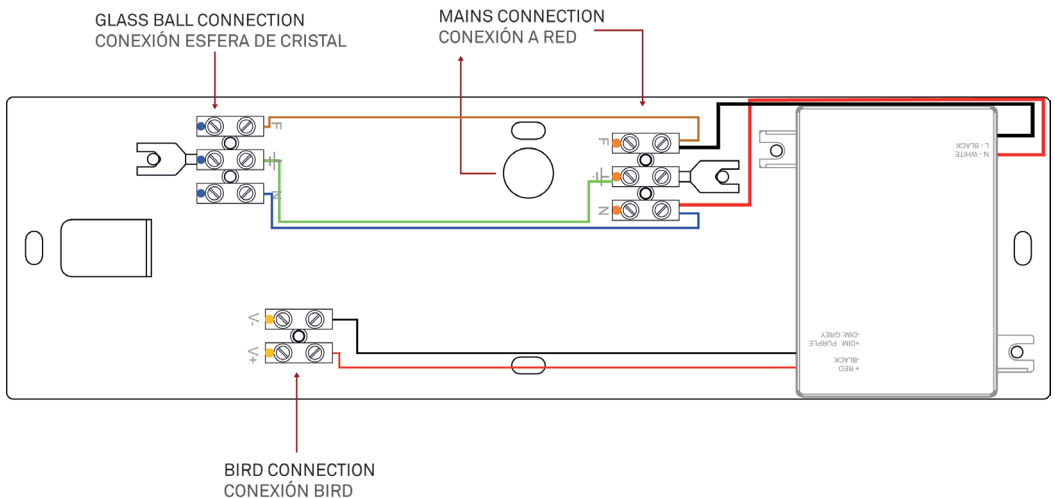 GLASS BALL CONNECTION
CONEXIÓN ESFERA DE CRISTAL
MAINS CONNECTION
CONEXIÓN A RED
F
N
F
N
L - BLACK
N - WHITE
V-
V+
-DIM: GREY
+DIM: PURPLE
-BLACK
+ RED
BIRD CONNECTION
CONEXIÓN BIRD